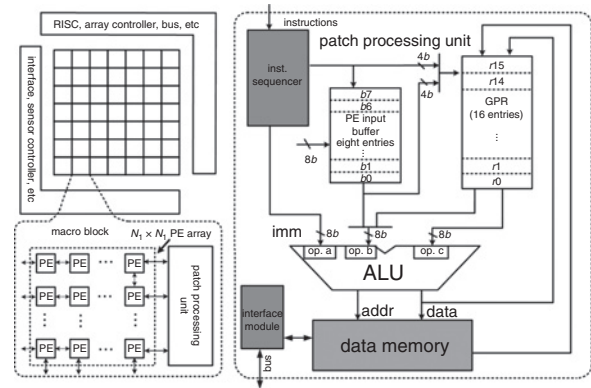 RISC, array controller, bus, etc
interface, sensor controller, etc
macro block
N₁ × N₁ PE array
PE PE ··· PE
PE PE ··· PE
PE PE ··· PE
patch processing
unit
instructions
patch processing unit
inst.
sequencer
4b
4b
b7
b6
PE input
buffer
eight entries
b1
b0
8b
r15
r14
GPR
(16 entries)
r1
r0
imm
8b
8b
8b
op. a
op. b
op. c
ALU
addr
data
interface
module
data memory
bus